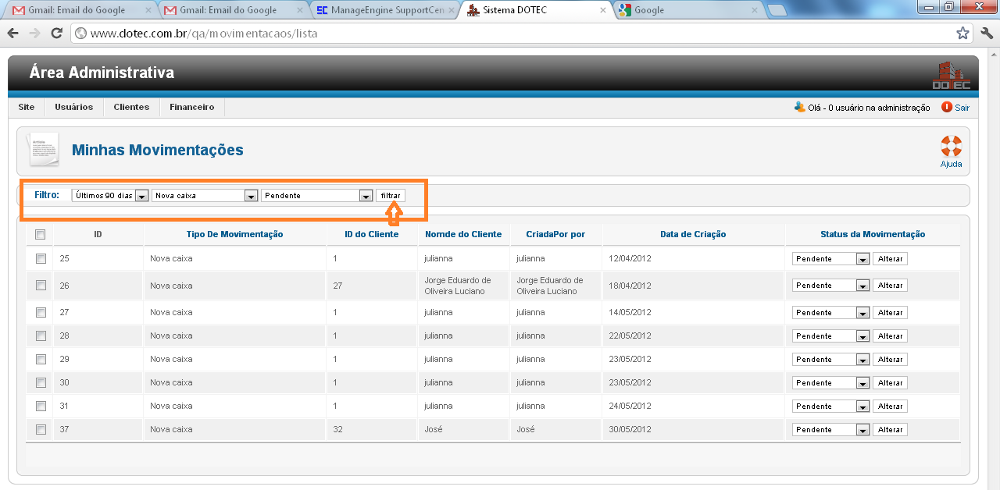 Gmail: Email do Google
Gmail: Email do Google
ManageEngine SupportCen
Sistema DOTEC
Google
www.dotec.com.br/qa/movimentacaos/lista
Área Administrativa
DOTEC
Site Usuários Clientes Financeiro
Olá - 0 usuário na administração Sair
Minhas Movimentações
Ajuda
Filtro: Últimos 90 dias Nova caixa Pendente filtrar
ID Tipo De Movimentação ID do Cliente Nomde do Cliente CriadaPor por Data de Criação Status da Movimentação
25 Nova caixa 1 julianna julianna 12/04/2012 Pendente Alterar
26 Nova caixa 27 Jorge Eduardo de Oliveira Luciano Jorge Eduardo de Oliveira Luciano 18/04/2012 Pendente Alterar
27 Nova caixa 1 julianna julianna 14/05/2012 Pendente Alterar
28 Nova caixa 1 julianna julianna 22/05/2012 Pendente Alterar
29 Nova caixa 1 julianna julianna 23/05/2012 Pendente Alterar
30 Nova caixa 1 julianna julianna 23/05/2012 Pendente Alterar
31 Nova caixa 1 julianna julianna 24/05/2012 Pendente Alterar
37 Nova caixa 32 José José 30/05/2012 Pendente Alterar